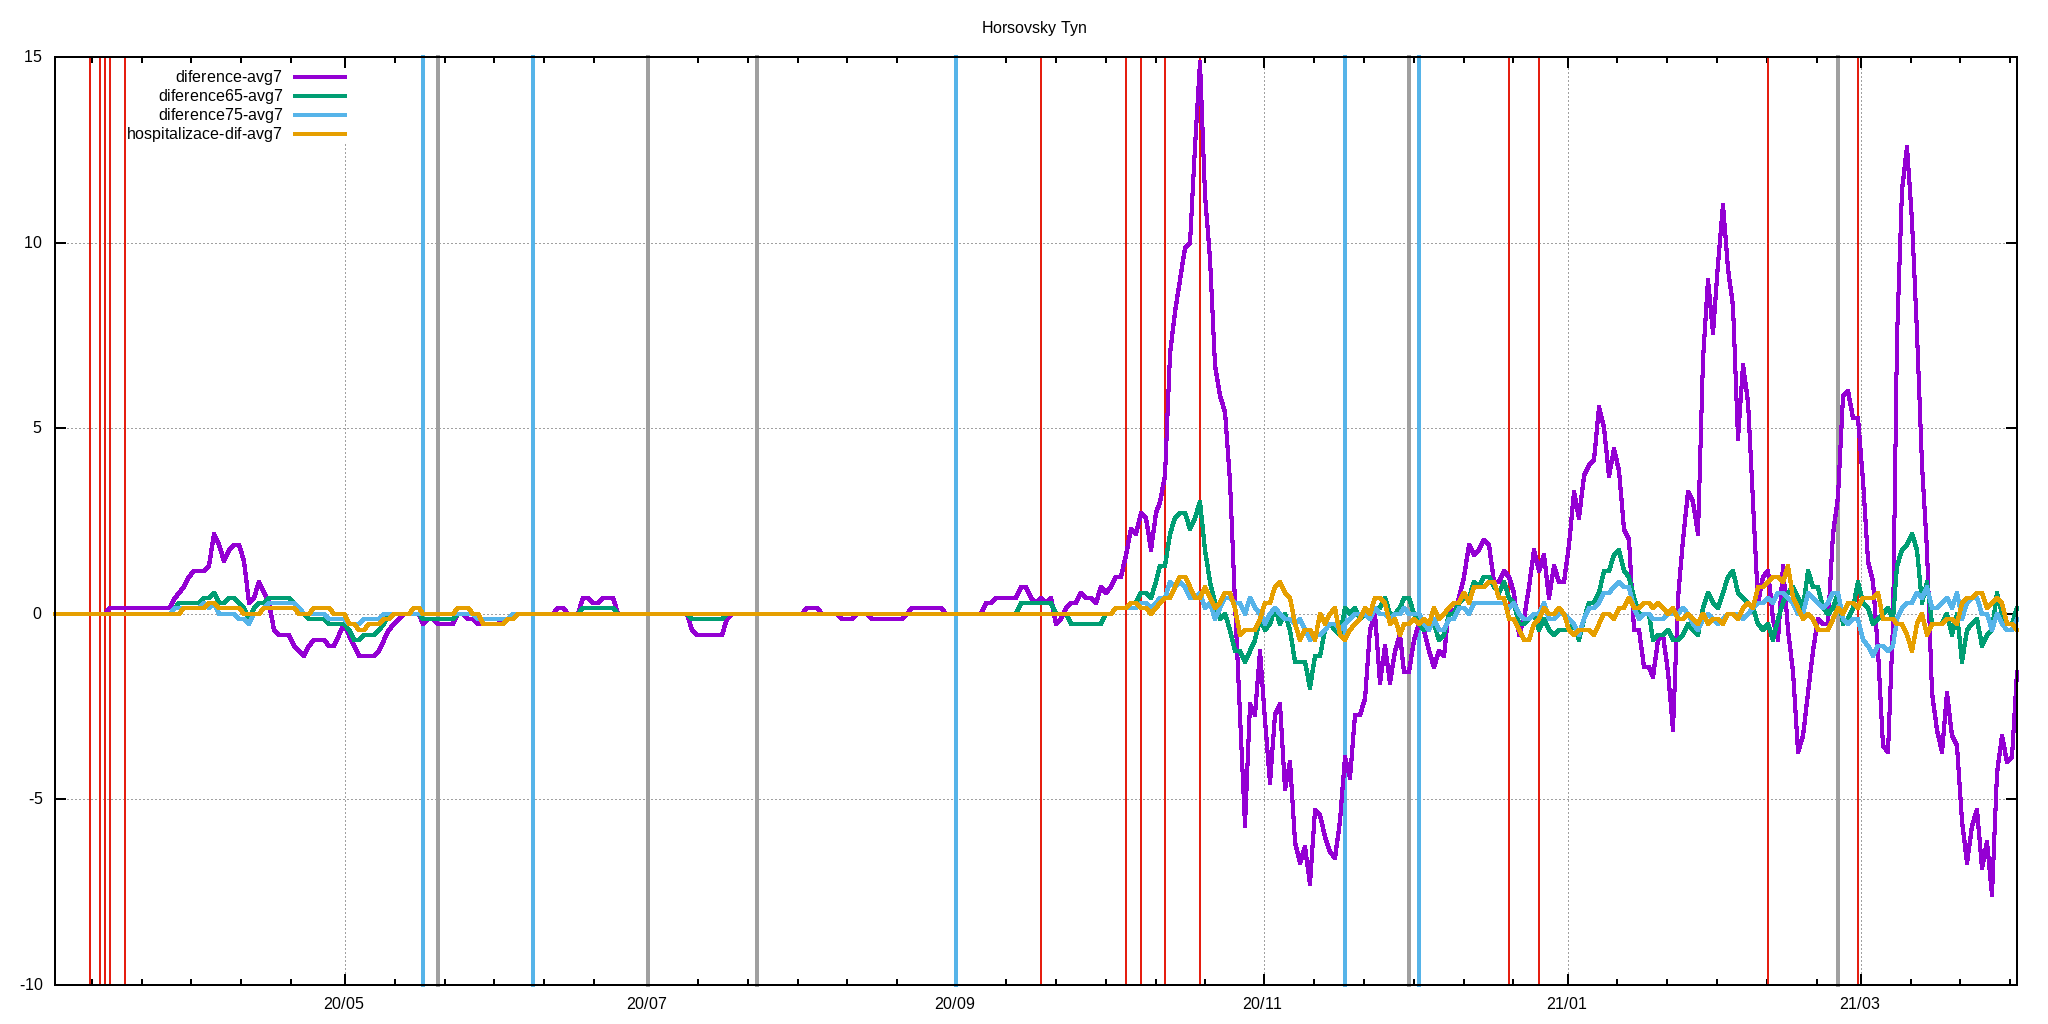 Horsovsky Tyn
15
diference-avg7
diference65-avg7
diference75-avg7
hospitalizace-dif-avg7
10
5
0
-5
-10
20/05 20/07 20/09 20/11 21/01 21/03